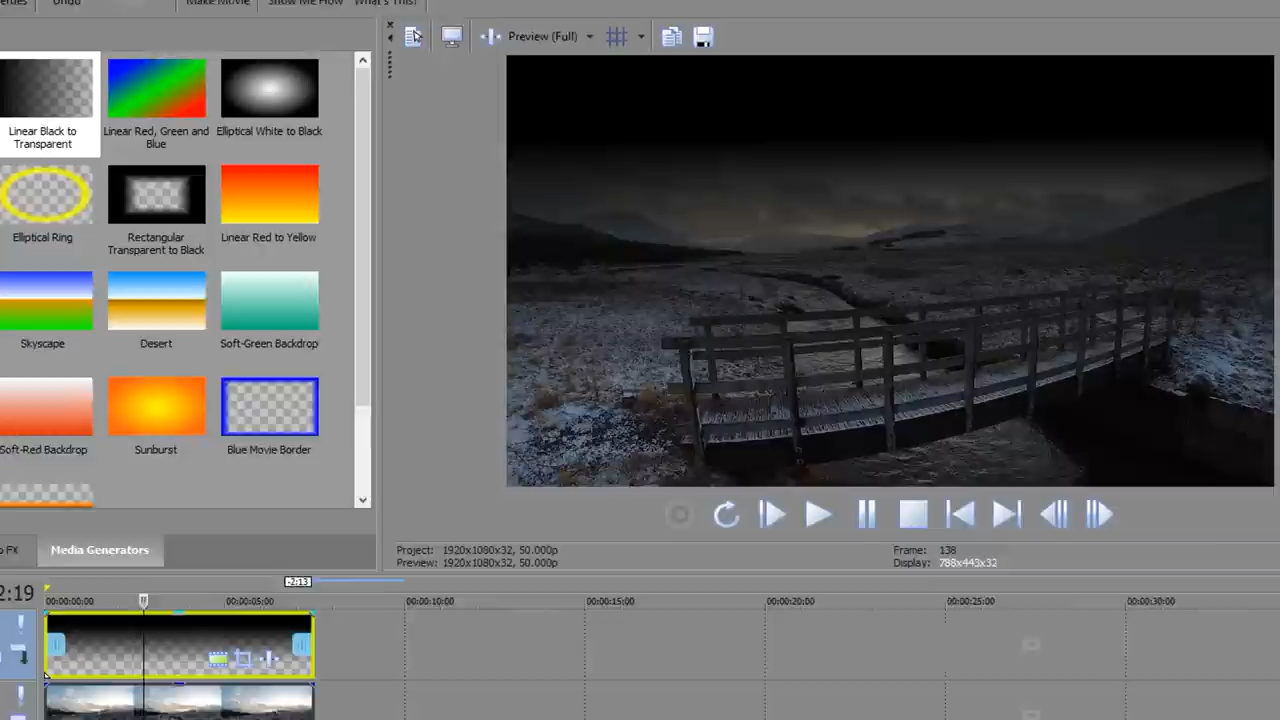 Undo
Make Movie
Show Me How
What's This?
Preview (Full)
Linear Black to
Transparent
Linear Red, Green and
Blue
Elliptical White to Black
Elliptical Ring
Rectangular
Transparent to Black
Linear Red to Yellow
Skyscape
Desert
Soft-Green Backdrop
Soft-Red Backdrop
Sunburst
Blue Movie Border
FX
Media Generators
Project: 1920x1080x32, 50.000p
Preview: 1920x1080x32, 50.000p
Frame: 138
Display: 788x443x32
2:19
-2:13
00:00:00:00
00:00:05:00
00:00:10:00
00:00:15:00
00:00:20:00
00:00:25:00
00:00:30:00